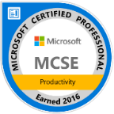 MICROSOFT CERTIFIED PROFESSIONAL
Microsoft
MCSE
Productivity
Earned 2016